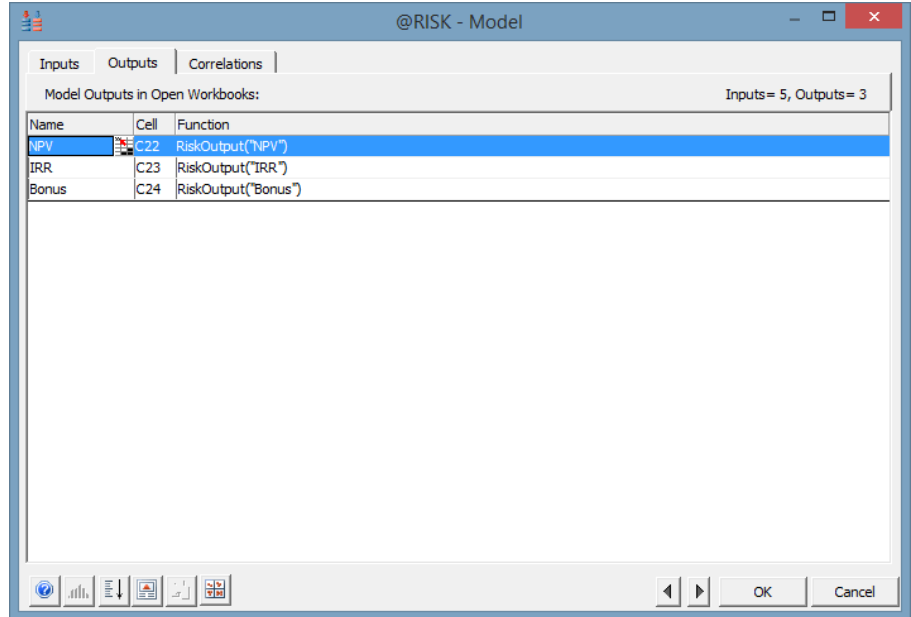 @RISK - Model
Inputs Outputs Correlations
Model Outputs in Open Workbooks: Inputs= 5, Outputs= 3
Name Cell Function
NPV C22 RiskOutput("NPV")
IRR C23 RiskOutput("IRR")
Bonus C24 RiskOutput("Bonus")
OK Cancel